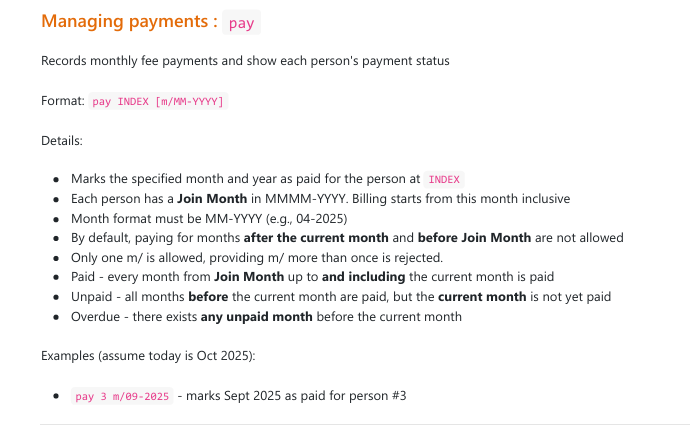 Managing payments : pay
Records monthly fee payments and show each person's payment status
Format: pay INDEX [m/MM-YYYY]
Details:
• Marks the specified month and year as paid for the person at INDEX
• Each person has a Join Month in MMMM-YYYY. Billing starts from this month inclusive
• Month format must be MM-YYYY (e.g., 04-2025)
• By default, paying for months after the current month and before Join Month are not allowed
• Only one m/ is allowed, providing m/ more than once is rejected.
• Paid - every month from Join Month up to and including the current month is paid
• Unpaid - all months before the current month are paid, but the current month is not yet paid
• Overdue - there exists any unpaid month before the current month
Examples (assume today is Oct 2025):
• pay 3 m/09-2025 - marks Sept 2025 as paid for person #3